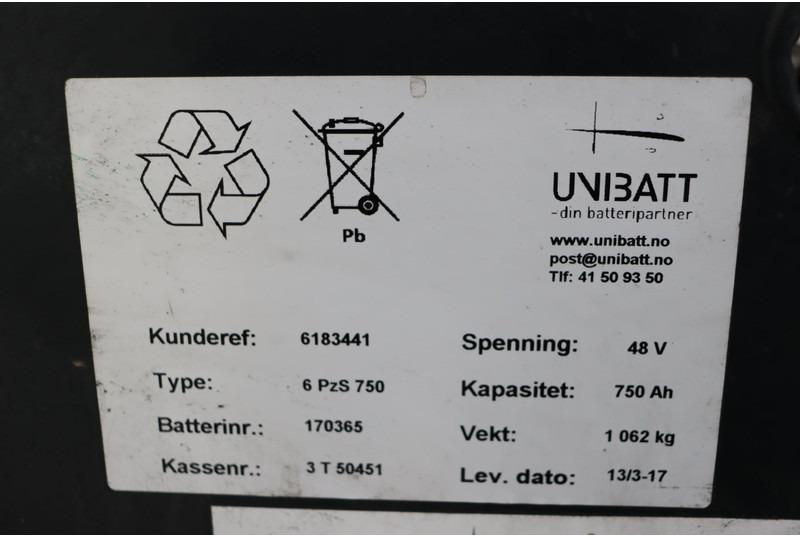 Pb
UNIBATT
-din batteripartner
www.unibatt.no
post@unibatt.no
Tlf: 41 50 93 50
Kunderef: 6183441
Type: 6 PzS 750
Batterinr.: 170365
Kassenr.: 3 T 50451
Spenning: 48 V
Kapasitet: 750 Ah
Vekt: 1 062 kg
Lev. dato: 13/3-17